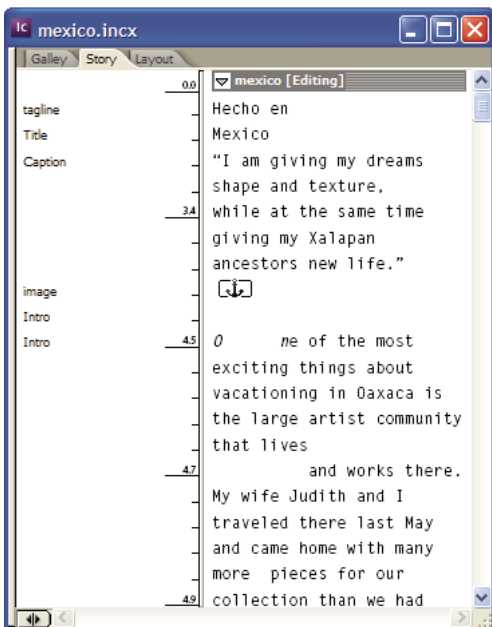 Ic mexico.incx
Galley Story Layout
0.0 mexico [Editing]
tagline Hecho en
Title Mexico
Caption “I am giving my dreams
shape and texture,
3.4 while at the same time
giving my Xalapan
ancestors new life.”
image
Intro
Intro 4.5 One of the most
exciting things about
vacationing in Oaxaca is
the large artist community
that lives
4.7 and works there.
My wife Judith and I
traveled there last May
and came home with many
more pieces for our
4.9 collection than we had